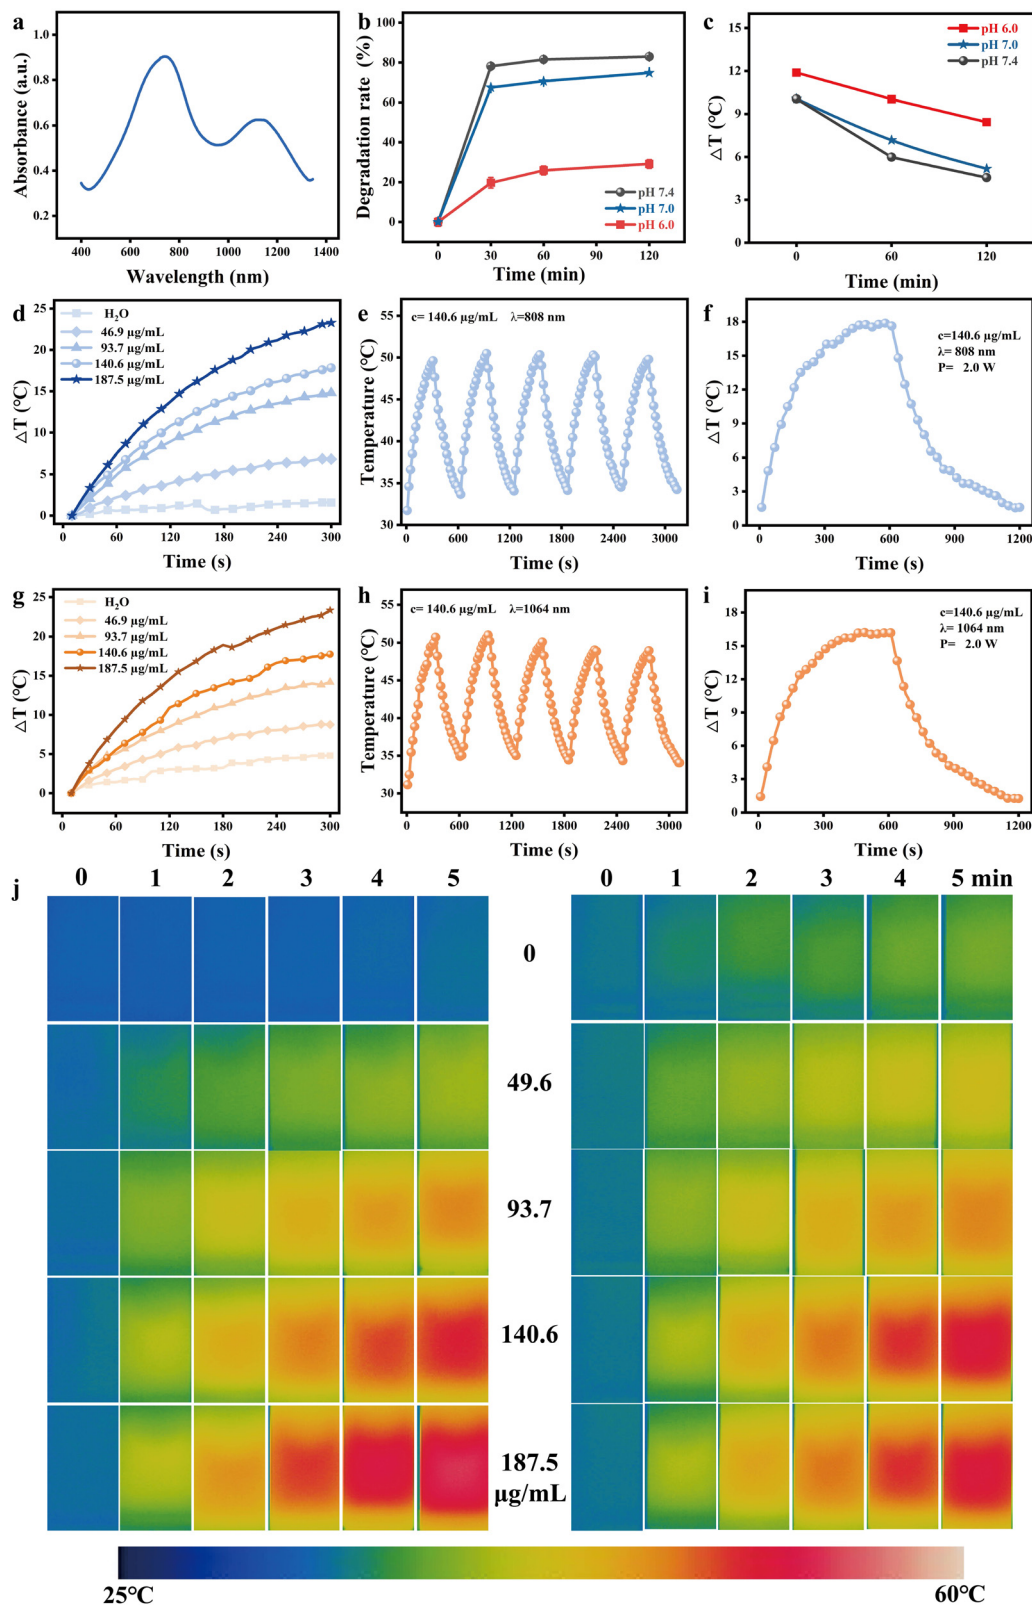 a
Absorbance (a.u.)
1.0
0.8
0.6
0.4
0.2
400 600 800 1000 1200 1400
Wavelength (nm)
b
Degradation rate (%)
100
80
60
40
20
0
pH 7.4
pH 7.0
pH 6.0
0 30 60 90 120
Time (min)
c
△T (℃)
15
12
9
6
3
0
pH 6.0
pH 7.0
pH 7.4
0 60 120
Time (min)
d
△T (℃)
25
20
15
10
5
0
H₂O
46.9 μg/mL
93.7 μg/mL
140.6 μg/mL
187.5 μg/mL
0 60 120 180 240 300
Time (s)
e
Temperature (℃)
55
50
45
40
35
30
c= 140.6 μg/mL λ=808 nm
0 600 1200 1800 2400 3000
Time (s)
f
△T (℃)
18
15
12
9
6
3
0
c=140.6 μg/mL
λ= 808 nm
P= 2.0 W
0 300 600 900 1200
Time (s)
g
△T (℃)
25
20
15
10
5
0
H₂O
46.9 μg/mL
93.7 μg/mL
140.6 μg/mL
187.5 μg/mL
0 60 120 180 240 300
Time (s)
h
Temperature (℃)
55
50
45
40
35
30
c= 140.6 μg/mL λ=1064 nm
0 600 1200 1800 2400 3000
Time (s)
i
△T (℃)
18
15
12
9
6
3
0
c=140.6 μg/mL
λ= 1064 nm
P= 2.0 W
0 300 600 900 1200
Time (s)
j
0 1 2 3 4 5
0 1 2 3 4 5 min
0
49.6
93.7
140.6
187.5
μg/mL
25℃
60℃